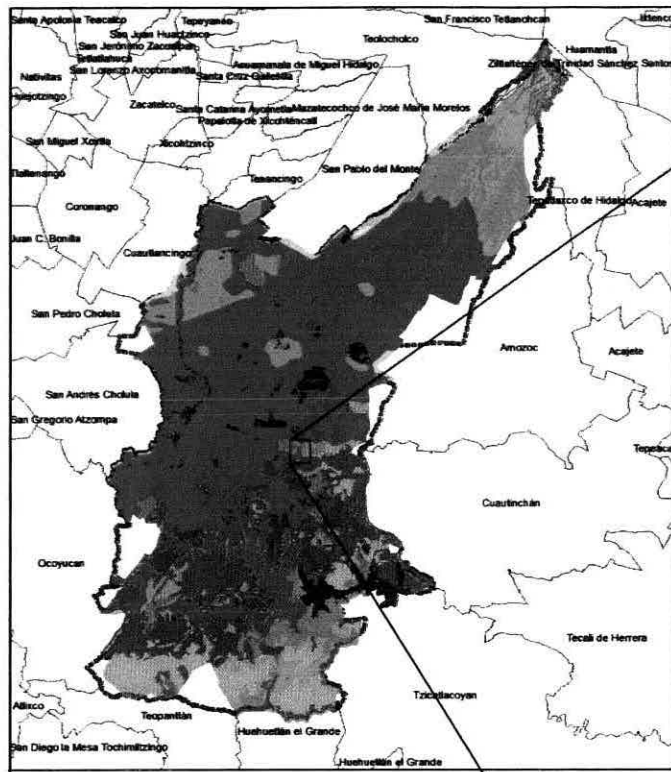 Santa Apolonia Teacalco
Tepeyanco
San Francisco Tetlanohcan
Ixtenco
San Juan Huactzinco
Teolocholco
Huamantla
San Jerónimo Zacualpan
Tetlatlahuca
Acuamanala de Miguel Hidalgo
Ziltlaltépec de Trinidad Sánchez Santos
San Lorenzo Axocomanitla
Nativitas
Santa Cruz Quilehtla
Huejotzingo
Zacatelco
Santa Catarina Ayometla
Mazatecochco de José María Morelos
Papalotla de Xicohténcatl
San Miguel Xoxtla
Xicohtzinco
Tlaltenango
Tenancingo
San Pablo del Monte
Coronango
Tepatlaxco de Hidalgo
Acajete
Juan C. Bonilla
Cuautlancingo
San Pedro Cholula
Amozoc
Acajete
San Andrés Cholula
San Gregorio Atzompa
Puebla
Tepeaca
Cuautinchán
Ocoyucan
Tecali de Herrera
Tzicatlacoyan
Atlixco
Teopantlán
Huehuetlán el Grande
San Diego la Mesa Tochimiltzingo
Huehuetlán el Grande